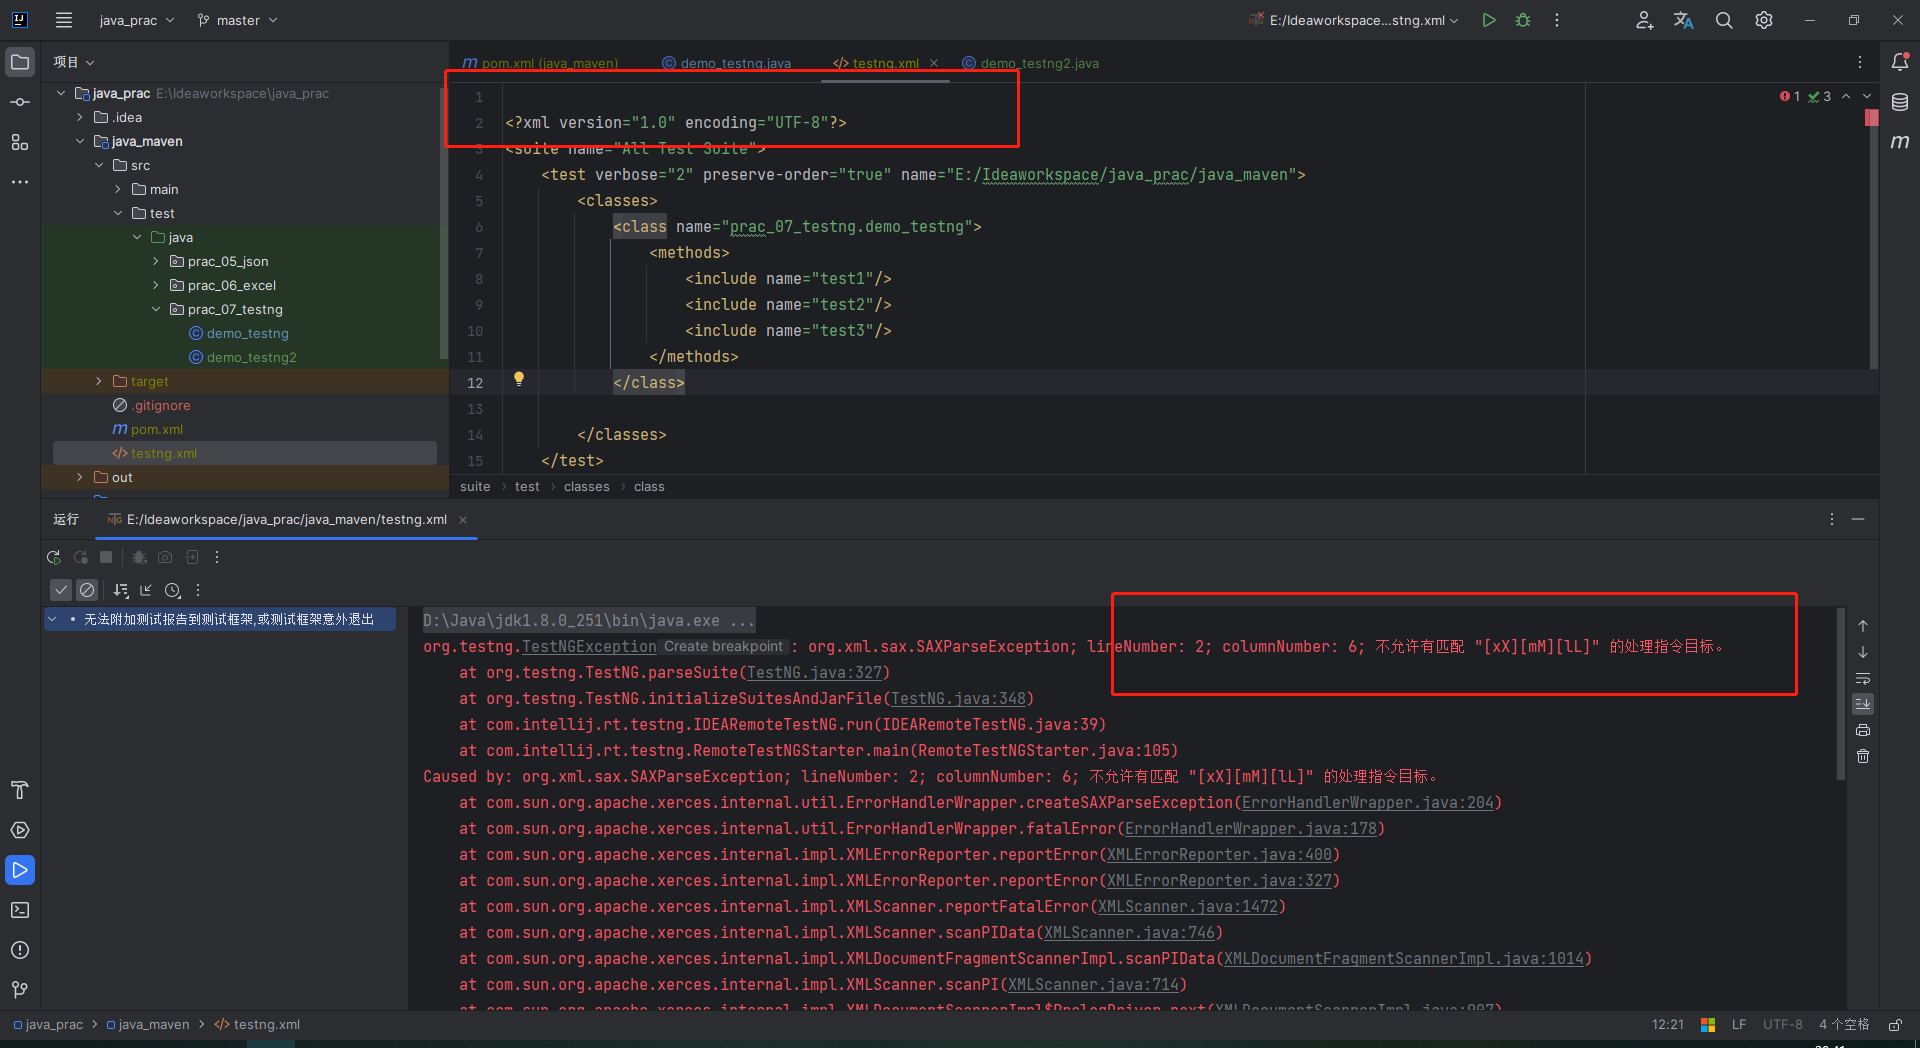 java_prac
master
E:/Ideaworkspace...stng.xml
项目
pom.xml (java_maven)
demo_testng.java
testng.xml
demo_testng2.java
java_prac E:\Ideaworkspace\java_prac
.idea
java_maven
src
main
test
java
prac_05_json
prac_06_excel
prac_07_testng
demo_testng
demo_testng2
target
.gitignore
pom.xml
testng.xml
out
1 3
1
2 <?xml version="1.0" encoding="UTF-8"?>
3 <suite name="All Test Suite">
4 <test verbose="2" preserve-order="true" name="E:/Ideaworkspace/java_prac/java_maven">
5 <classes>
6 <class name="prac_07_testng.demo_testng">
7 <methods>
8 <include name="test1"/>
9 <include name="test2"/>
10 <include name="test3"/>
11 </methods>
12 </class>
13
14 </classes>
15 </test>
suite > test > classes > class
运行 E:/Ideaworkspace/java_prac/java_maven/testng.xml
无法附加测试报告到测试框架,或测试框架意外退出
D:\Java\jdk1.8.0_251\bin\java.exe ...
org.testng.TestNGException Create breakpoint : org.xml.sax.SAXParseException; lineNumber: 2; columnNumber: 6; 不允许有匹配 "[xX][mM][lL]" 的处理指令目标。
at org.testng.TestNG.parseSuite(TestNG.java:327)
at org.testng.TestNG.initializeSuitesAndJarFile(TestNG.java:348)
at com.intellij.rt.testng.IDEARemoteTestNG.run(IDEARemoteTestNG.java:39)
at com.intellij.rt.testng.RemoteTestNGStarter.main(RemoteTestNGStarter.java:105)
Caused by: org.xml.sax.SAXParseException; lineNumber: 2; columnNumber: 6; 不允许有匹配 "[xX][mM][lL]" 的处理指令目标。
at com.sun.org.apache.xerces.internal.util.ErrorHandlerWrapper.createSAXParseException(ErrorHandlerWrapper.java:204)
at com.sun.org.apache.xerces.internal.util.ErrorHandlerWrapper.fatalError(ErrorHandlerWrapper.java:178)
at com.sun.org.apache.xerces.internal.impl.XMLErrorReporter.reportError(XMLErrorReporter.java:400)
at com.sun.org.apache.xerces.internal.impl.XMLErrorReporter.reportError(XMLErrorReporter.java:327)
at com.sun.org.apache.xerces.internal.impl.XMLScanner.reportFatalError(XMLScanner.java:1472)
at com.sun.org.apache.xerces.internal.impl.XMLScanner.scanPIData(XMLScanner.java:746)
at com.sun.org.apache.xerces.internal.impl.XMLDocumentFragmentScannerImpl.scanPIData(XMLDocumentFragmentScannerImpl.java:1014)
at com.sun.org.apache.xerces.internal.impl.XMLScanner.scanPI(XMLScanner.java:714)
at com.sun.org.apache.xerces.internal.impl.XMLDocumentScannerImpl$PrologDriver.next(XMLDocumentScannerImpl.java:907)
java_prac > java_maven > testng.xml
12:21 LF UTF-8 4 个空格